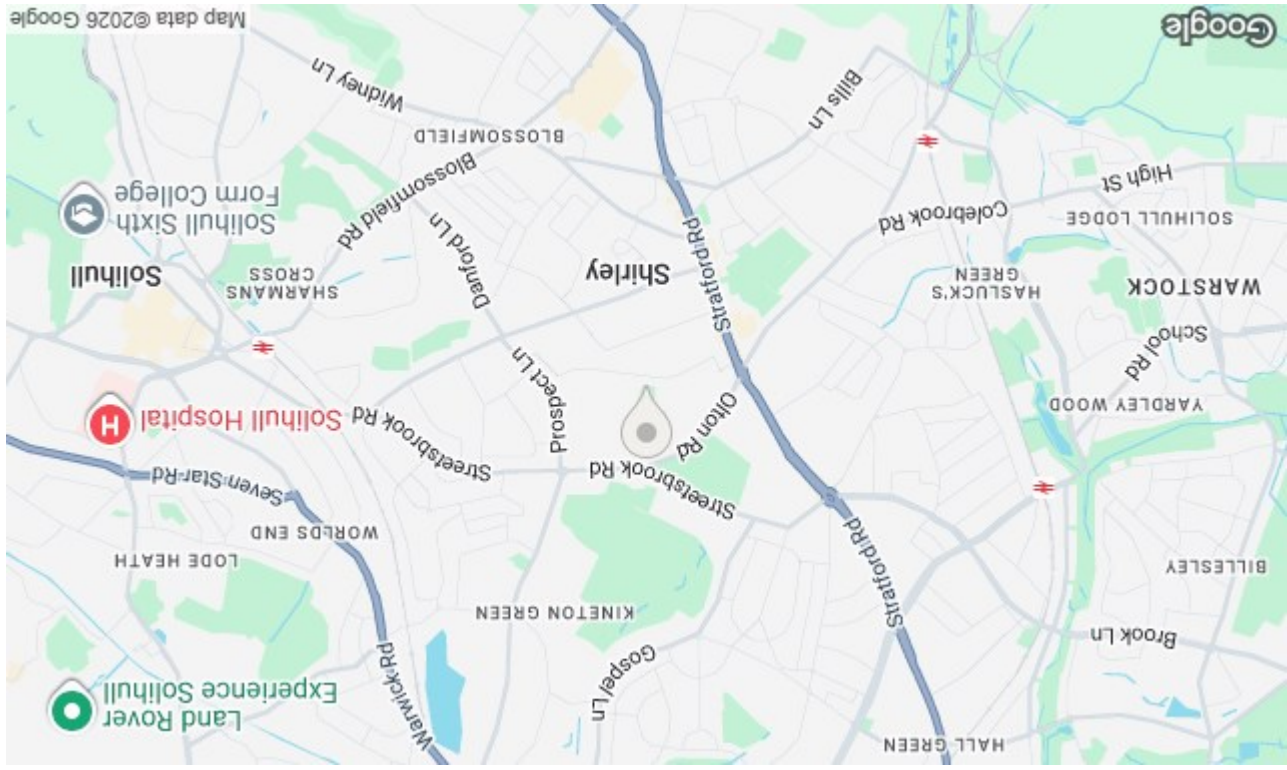 HALL GREEN
Land Rover
Experience Solihull
Warwick Rd
Gospel Ln
Brook Ln
KINETON GREEN
Stratford Rd
BILLESLEY
LODE HEATH
WORLDS END
Seven Star Rd
Streetsbrook Rd
Streetsbrook Rd
Solihull Hospital
H
Olton Rd
Prospect Ln
YARDLEY WOOD
School Rd
WARSTOCK
HASLUCK'S
GREEN
Stratford Rd
Shirley
Danford Ln
SHARMANS
CROSS
Solihull
SOLIHULL LODGE
Colebrook Rd
High St
Blossomfield Rd
Solihull Sixth
Form College
BLOSSOMFIELD
Bills Ln
Widney Ln
Google
Map data ©2026 Google